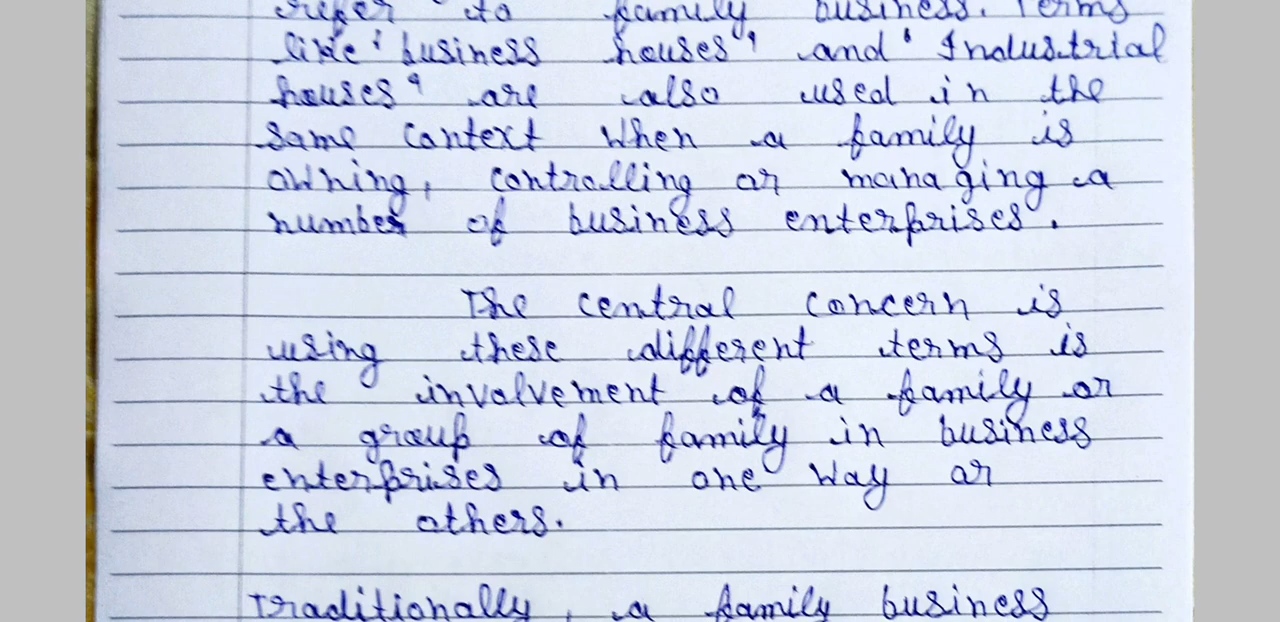 refer to family business. Terms
like 'business houses' and 'Industrial
houses' are also used in the
same context when a family is
owning, controlling or managing a
number of business enterprises.
The central concern is
using these different terms is
the involvement of a family or
a group of family in business
enterprises in one way or
the others.
Traditionally, a family business